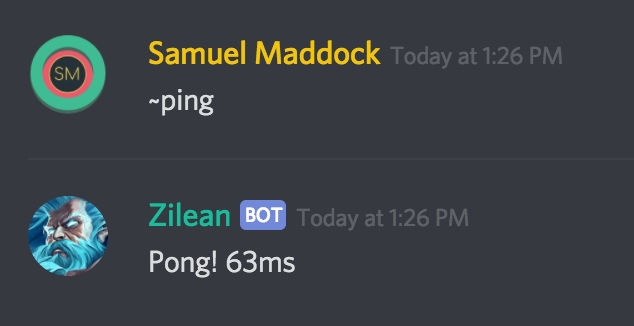 SM
Samuel Maddock Today at 1:26 PM
~ping
Zilean BOT Today at 1:26 PM
Pong! 63ms